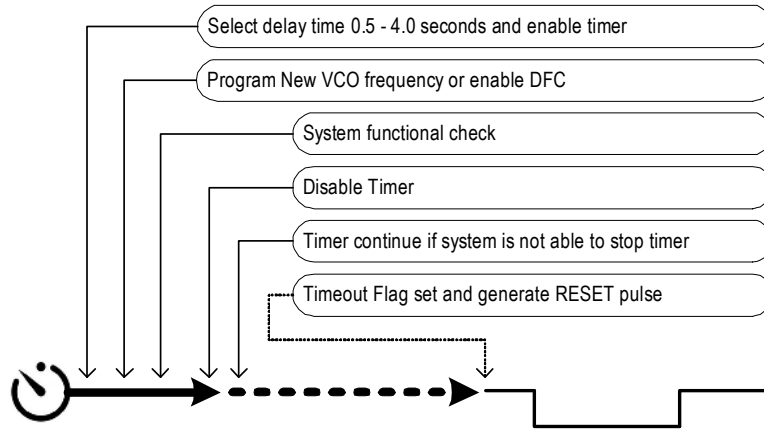 Select delay time 0.5 - 4.0 seconds and enable timer
Program New VCO frequency or enable DFC
System functional check
Disable Timer
Timer continue if system is not able to stop timer
Timeout Flag set and generate RESET pulse